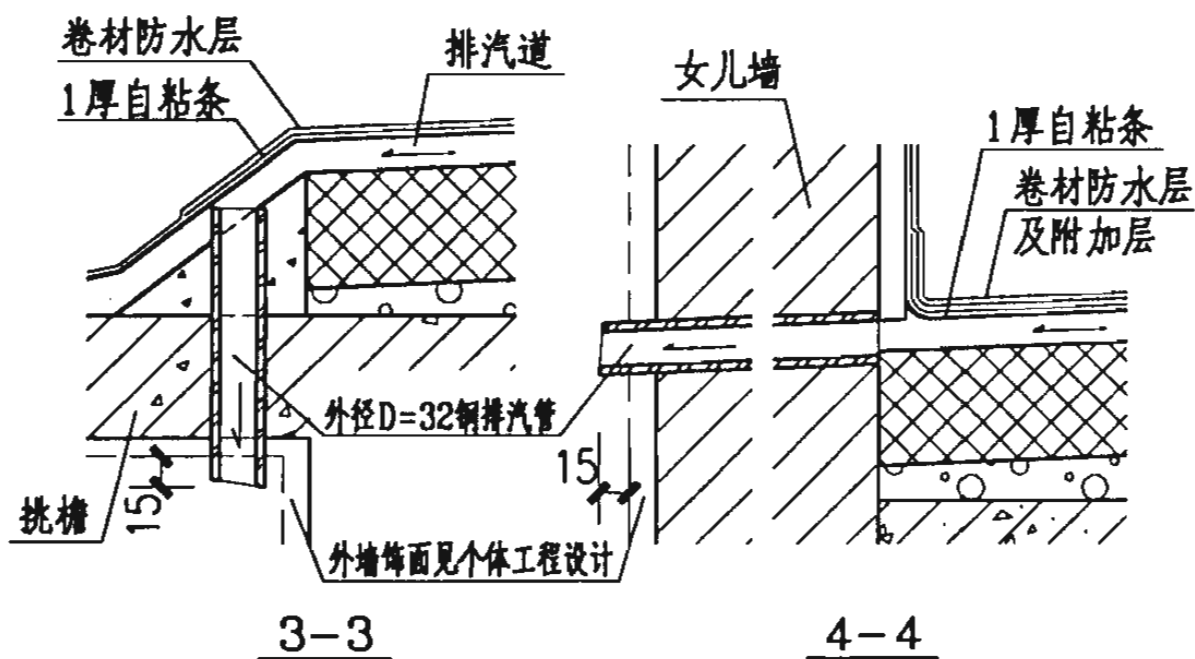 卷材防水层
1厚自粘条
排汽道
女儿墙
1厚自粘条
卷材防水层
及附加层
外径D=32钢排汽管
15
15
挑檐
外墙饰面见个体工程设计
3-3
4-4